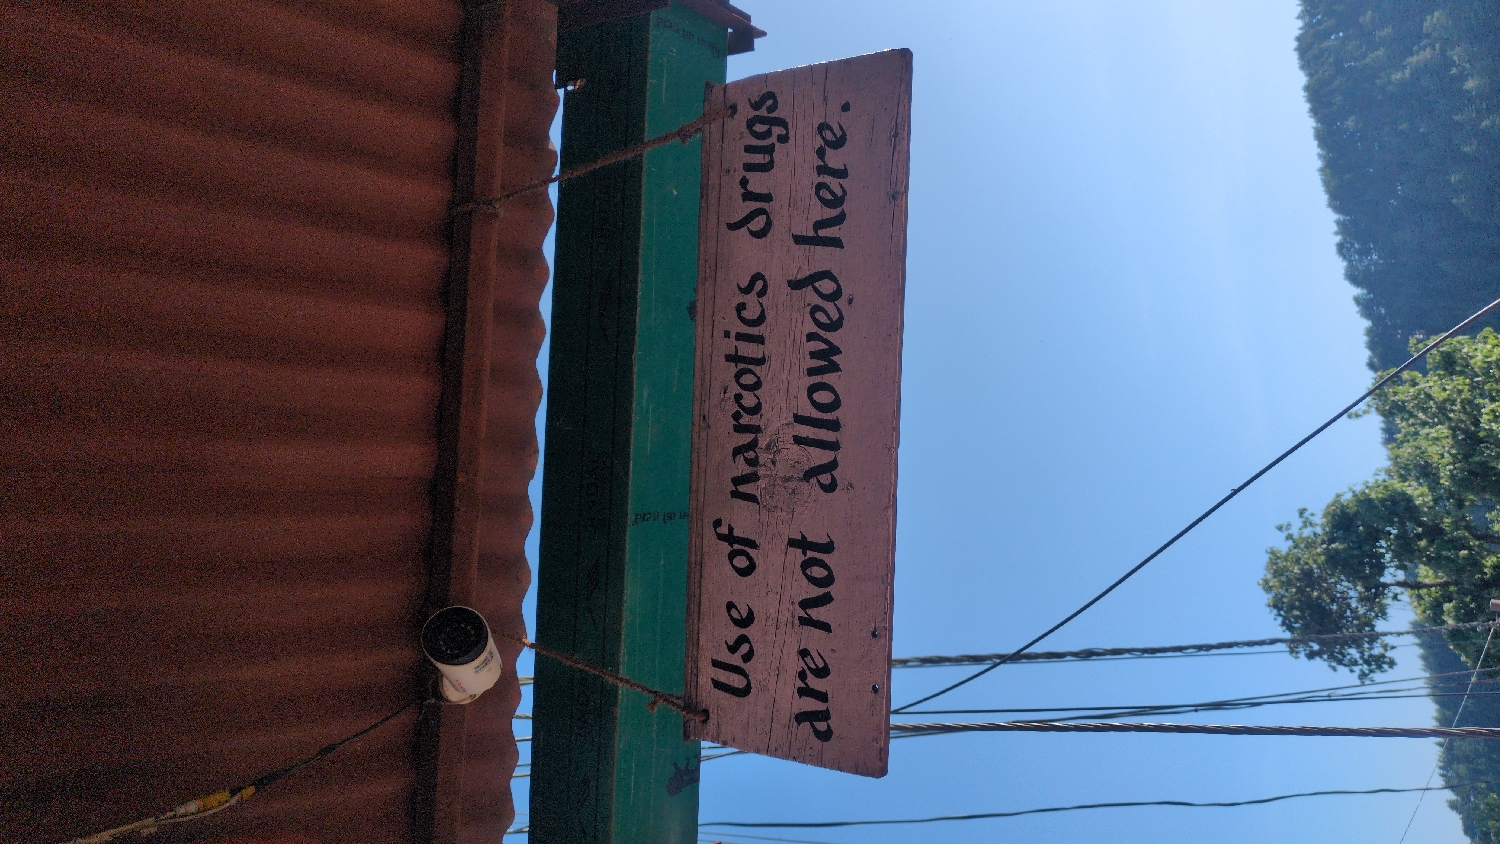 Use of narcotics drugs
are not allowed here.